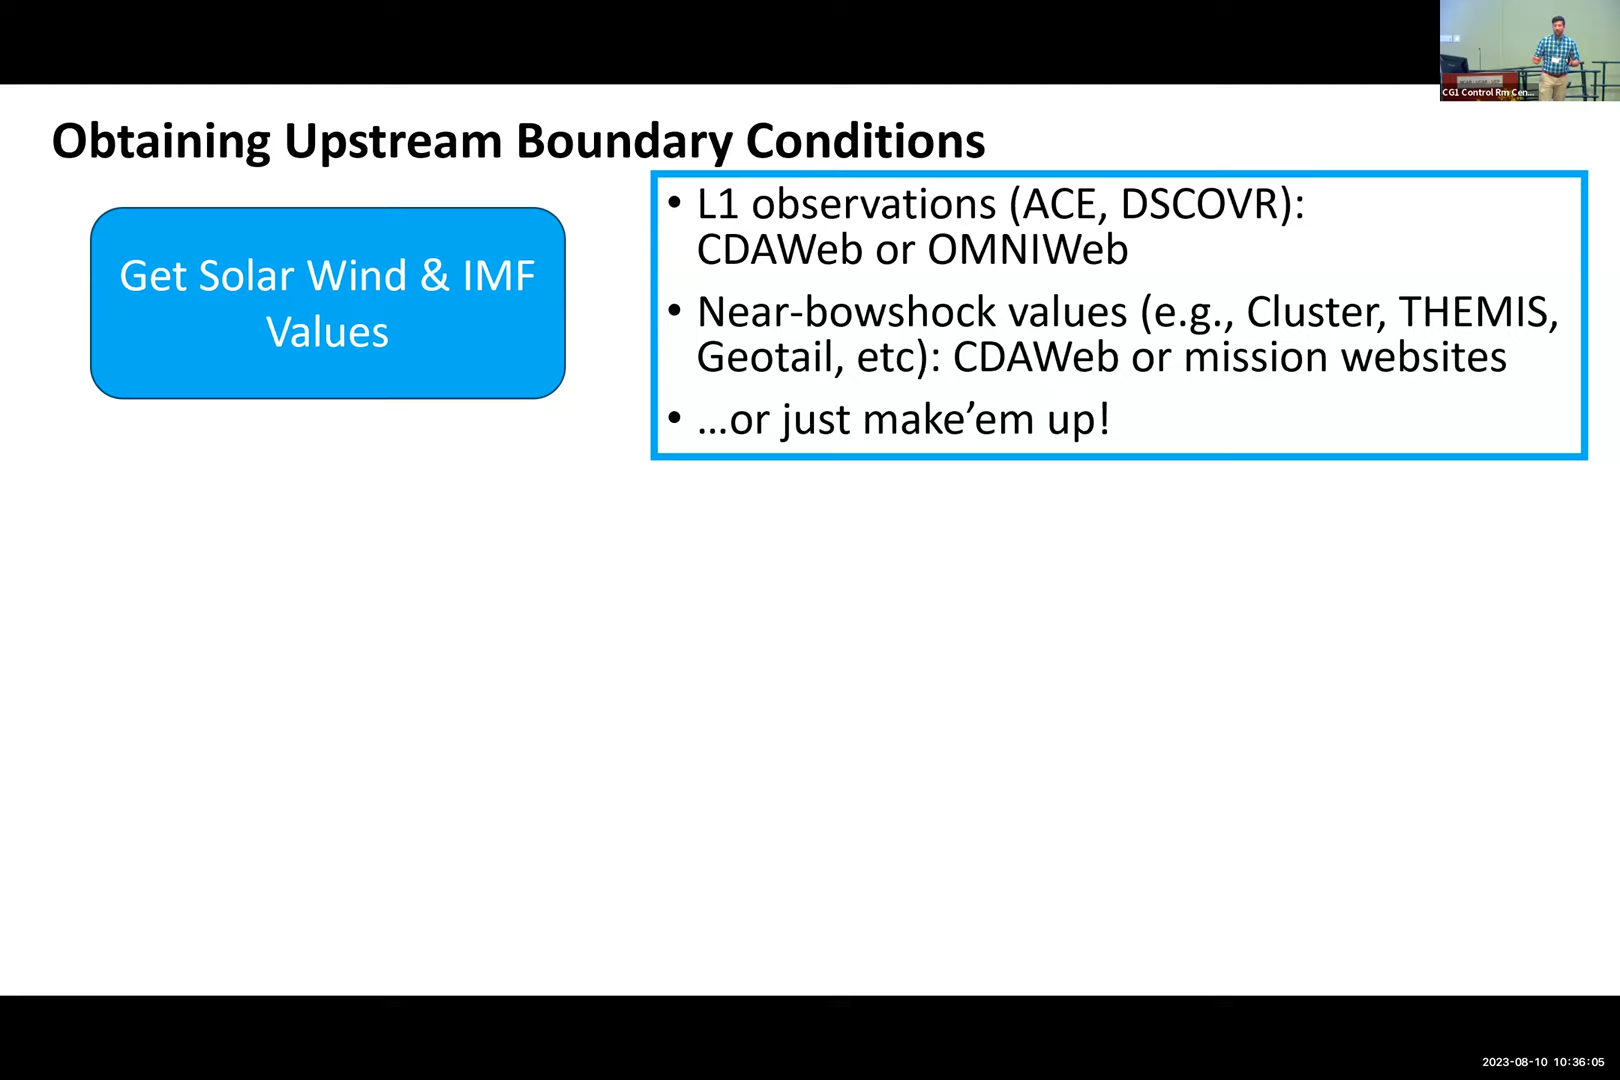 CG1 Control Rm Cen...
Obtaining Upstream Boundary Conditions
Get Solar Wind & IMF
Values
• L1 observations (ACE, DSCOVR):
CDAWeb or OMNIWeb
• Near-bowshock values (e.g., Cluster, THEMIS,
Geotail, etc): CDAWeb or mission websites
• …or just make’em up!
2023-08-10 10:36:05